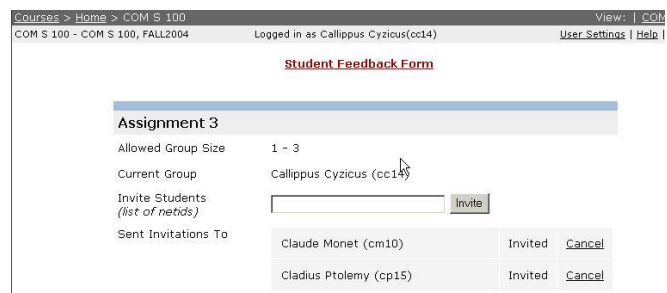 Courses > Home > COM S 100 View: | COM
COM S 100 - COM S 100, FALL2004 Logged in as Callippus Cyzicus(cc14) User Settings | Help |
Student Feedback Form
Assignment 3
Allowed Group Size 1 - 3
Current Group Callippus Cyzicus (cc14)
Invite Students Invite
(list of netids)
Sent Invitations To
Claude Monet (cm10) Invited Cancel
Cladius Ptolemy (cp15) Invited Cancel